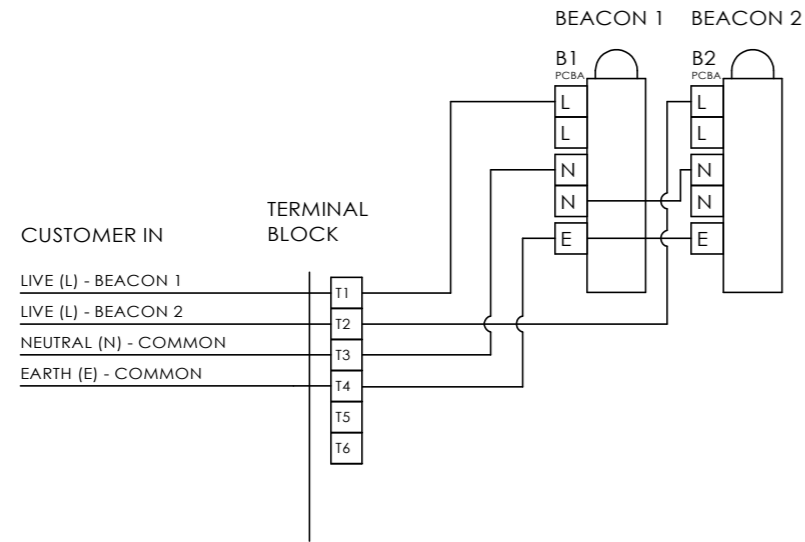 BEACON 1 BEACON 2
B1 B2
PCBA PCBA
L L
L L
N N
N N
E E
TERMINAL
BLOCK
CUSTOMER IN
LIVE (L) - BEACON 1
T1
LIVE (L) - BEACON 2
T2
NEUTRAL (N) - COMMON
T3
EARTH (E) - COMMON
T4
T5
T6